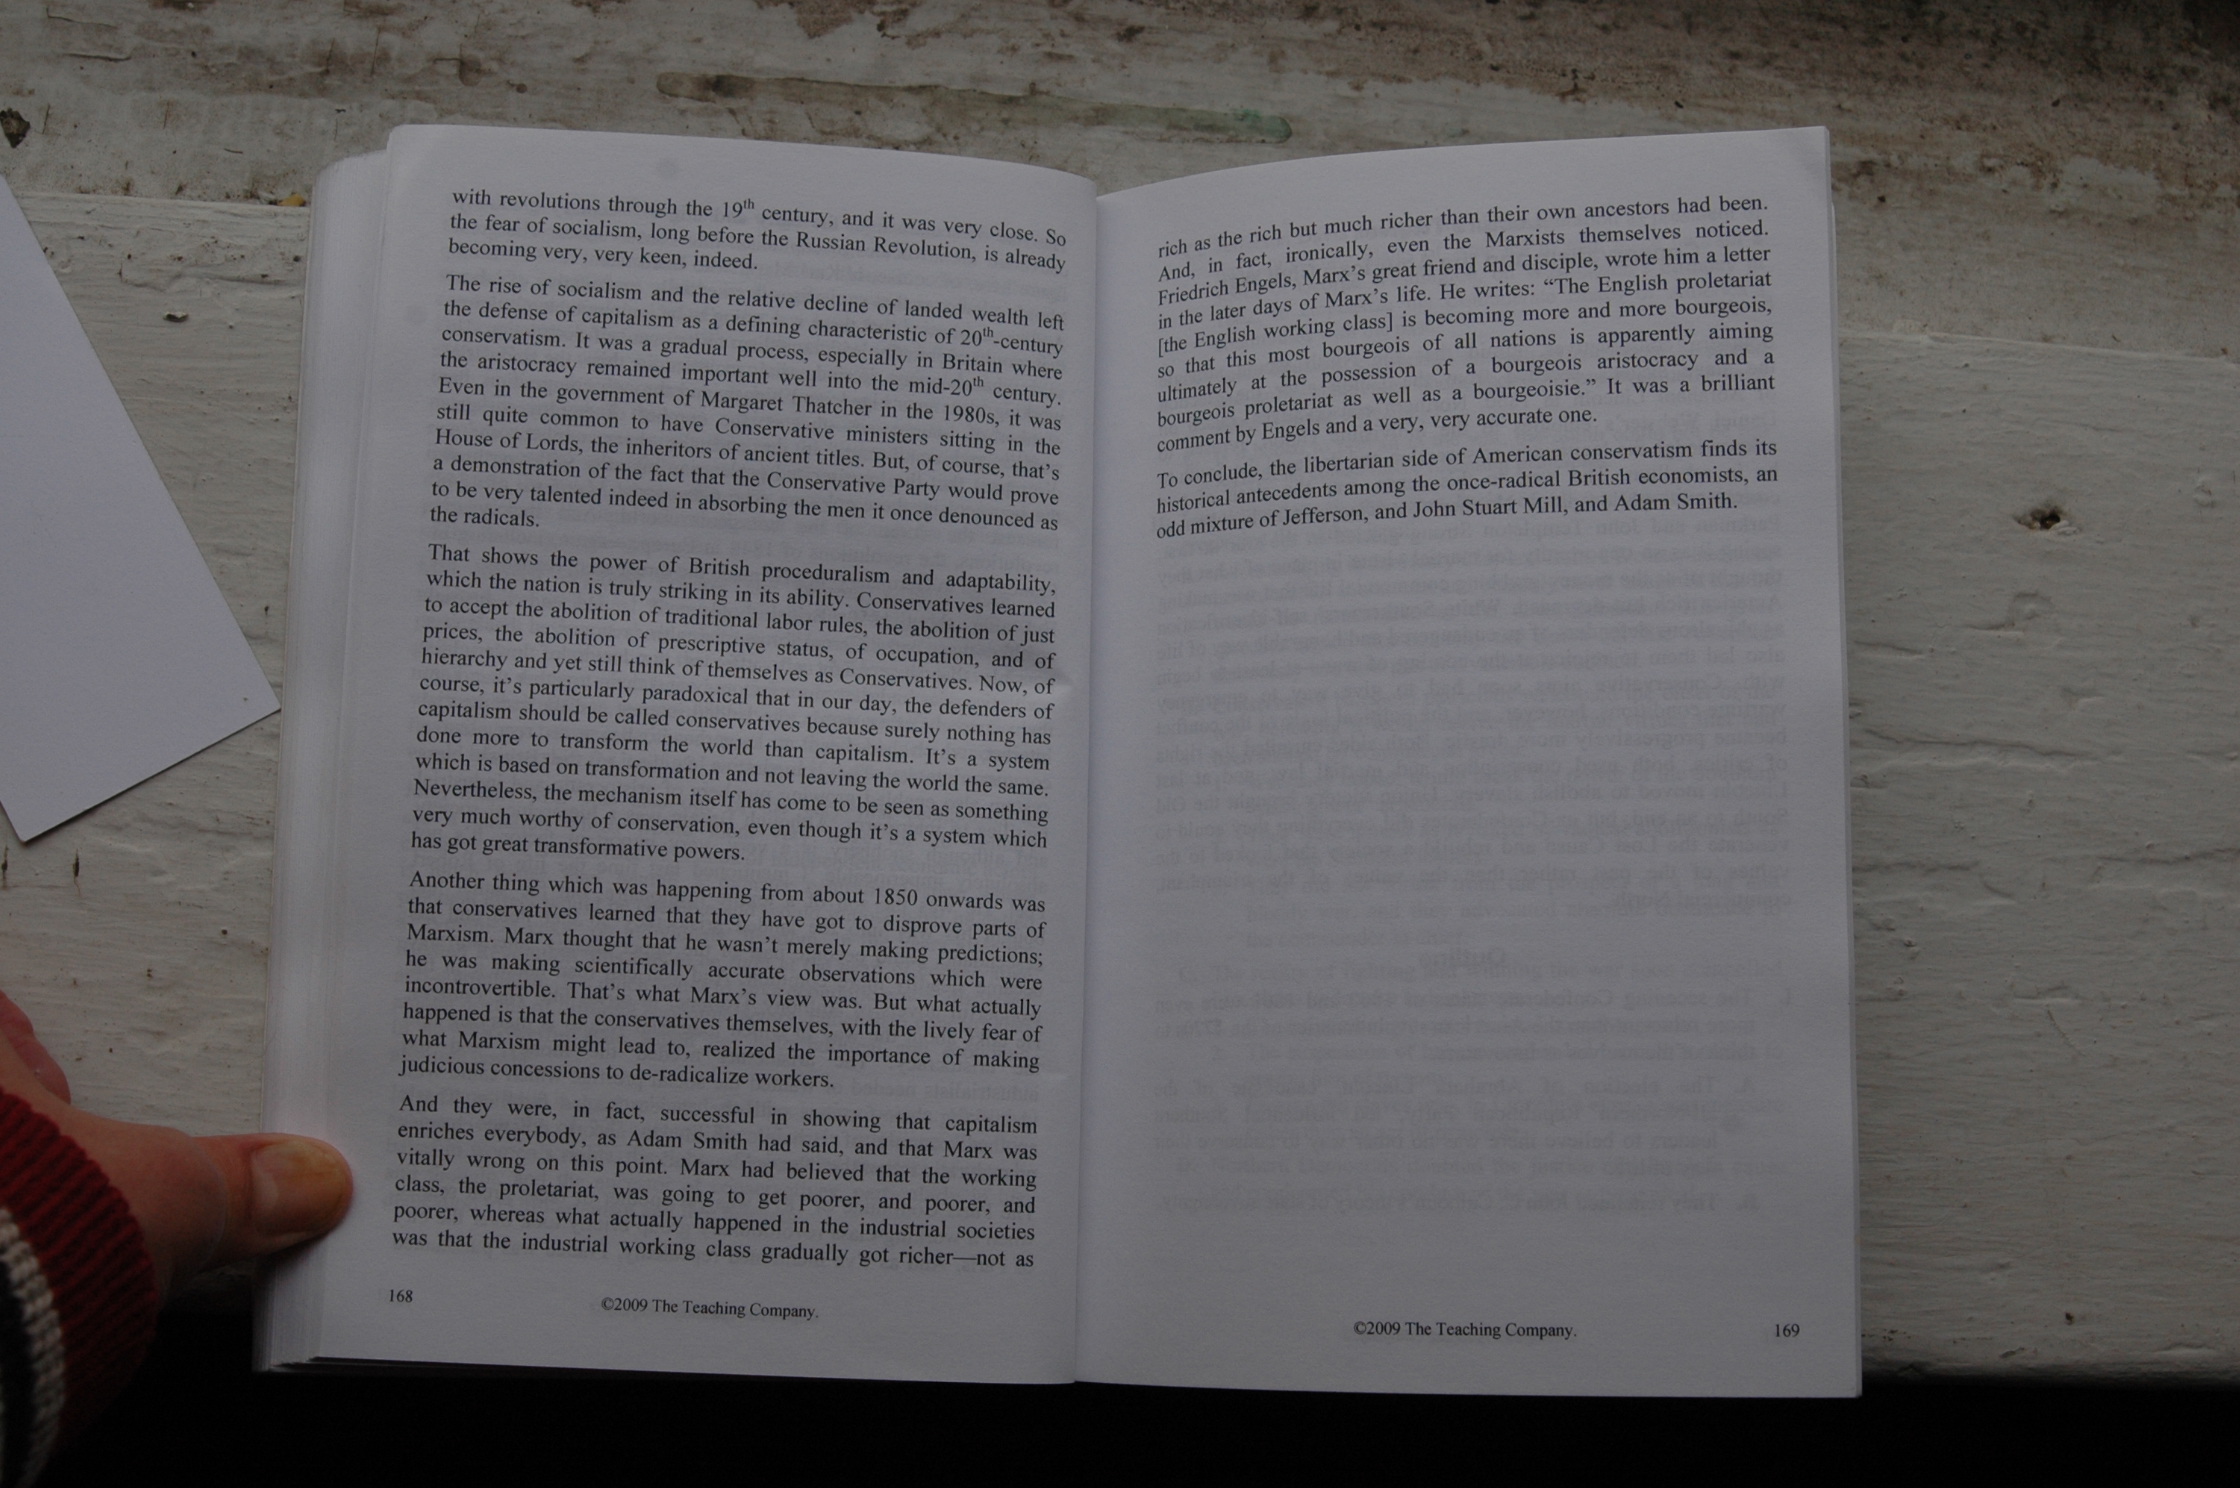 with revolutions through the 19th century, and it was very close. So
the fear of socialism, long before the Russian Revolution, is already
becoming very, very keen, indeed.
The rise of socialism and the relative decline of landed wealth left
the defense of capitalism as a defining characteristic of 20th-century
conservatism. It was a gradual process, especially in Britain where
the aristocracy remained important well into the mid-20th century.
Even in the government of Margaret Thatcher in the 1980s, it was
still quite common to have Conservative ministers sitting in the
House of Lords, the inheritors of ancient titles. But, of course, that's
a demonstration of the fact that the Conservative Party would prove
to be very talented indeed in absorbing the men it once denounced as
the radicals.
That shows the power of British proceduralism and adaptability,
which the nation is truly striking in its ability. Conservatives learned
to accept the abolition of traditional labor rules, the abolition of just
prices, the abolition of prescriptive status, of occupation, and of
hierarchy and yet still think of themselves as Conservatives. Now, of
course, it's particularly paradoxical that in our day, the defenders of
capitalism should be called conservatives because surely nothing has
done more to transform the world than capitalism. It's a system
which is based on transformation and not leaving the world the same.
Nevertheless, the mechanism itself has come to be seen as something
very much worthy of conservation, even though it's a system which
has got great transformative powers.
Another thing which was happening from about 1850 onwards was
that conservatives learned that they have got to disprove parts of
Marxism. Marx thought that he wasn't merely making predictions;
he was making scientifically accurate observations which were
incontrovertible. That's what Marx's view was. But what actually
happened is that the conservatives themselves, with the lively fear of
what Marxism might lead to, realized the importance of making
judicious concessions to de-radicalize workers.
And they were, in fact, successful in showing that capitalism
enriches everybody, as Adam Smith had said, and that Marx was
vitally wrong on this point. Marx had believed that the working
class, the proletariat, was going to get poorer, and poorer, and
poorer, whereas what actually happened in the industrial societies
was that the industrial working class gradually got richer—not as
168
©2009 The Teaching Company.
rich as the rich but much richer than their own ancestors had been.
And, in fact, ironically, even the Marxists themselves noticed.
Friedrich Engels, Marx's great friend and disciple, wrote him a letter
in the later days of Marx's life. He writes: "The English proletariat
[the English working class] is becoming more and more bourgeois,
so that this most bourgeois of all nations is apparently aiming
ultimately at the possession of a bourgeois aristocracy and a
bourgeois proletariat as well as a bourgeoisie." It was a brilliant
comment by Engels and a very, very accurate one.
To conclude, the libertarian side of American conservatism finds its
historical antecedents among the once-radical British economists, an
odd mixture of Jefferson, and John Stuart Mill, and Adam Smith.
©2009 The Teaching Company.
169